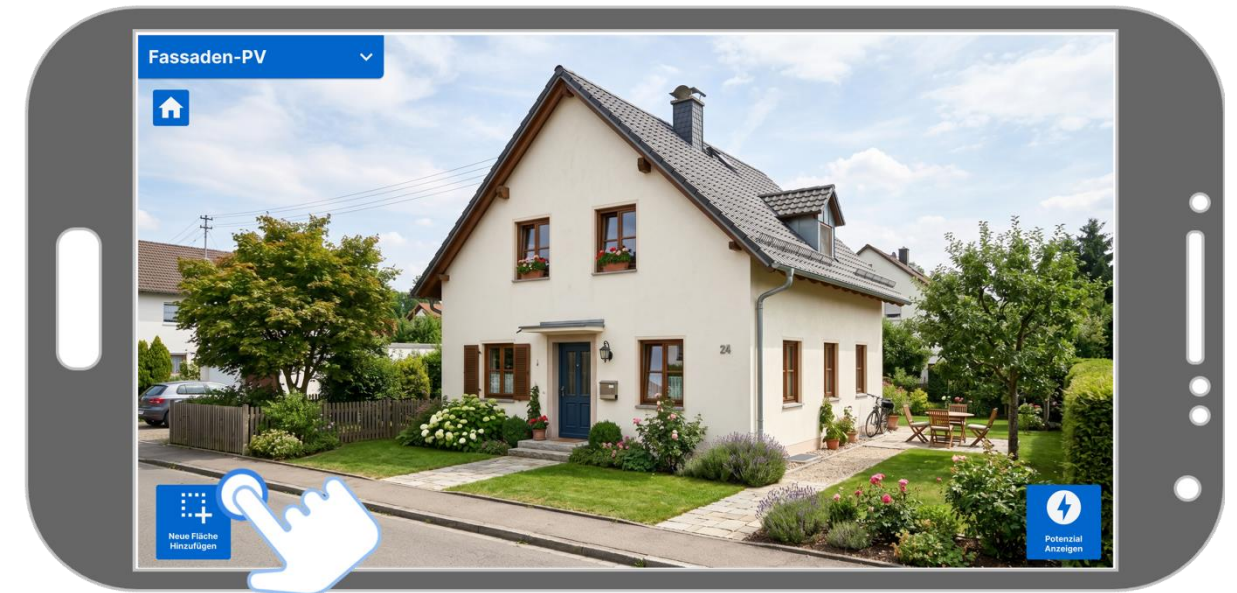 Fassaden-PV
24
Neue Fläche
Hinzufügen
Potenzial
Anzeigen